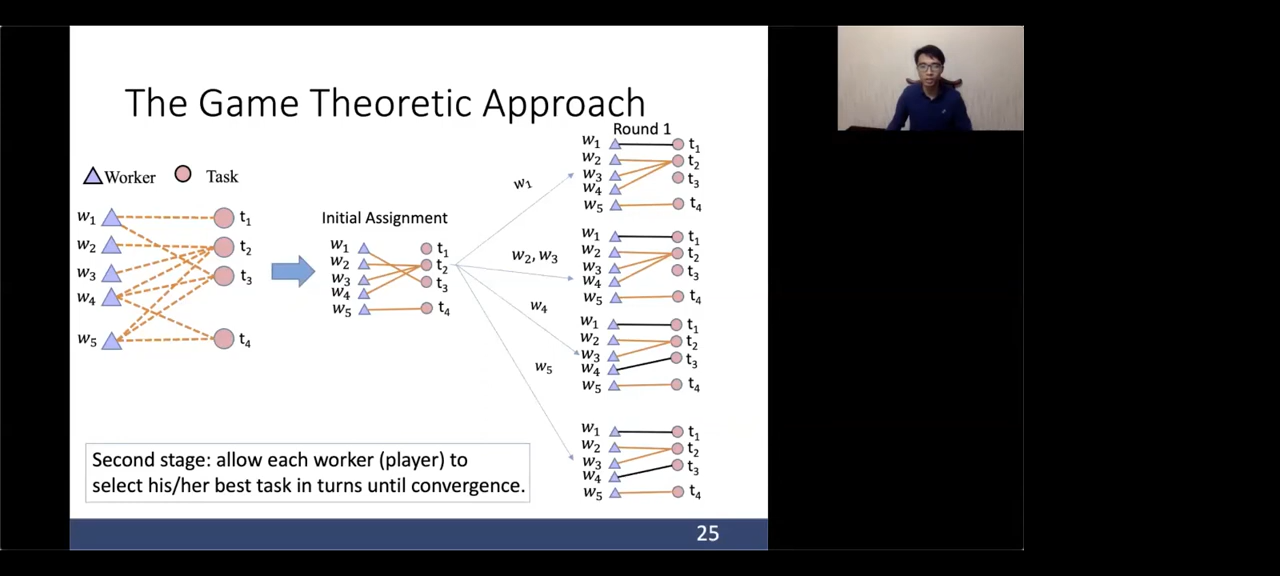 The Game Theoretic Approach
Worker
Task
w₁
t₁
w₂
t₂
w₃
t₃
w₄
w₅
t₄
Initial Assignment
w₁
t₁
w₂
t₂
w₃
t₃
w₄
w₅
t₄
w₁
w₂, w₃
w₄
w₅
Round 1
w₁
t₁
w₂
t₂
w₃
t₃
w₄
w₅
t₄
w₁
t₁
w₂
t₂
w₃
t₃
w₄
w₅
t₄
w₁
t₁
w₂
t₂
w₃
t₃
w₄
w₅
t₄
w₁
t₁
w₂
t₂
w₃
t₃
w₄
w₅
t₄
Second stage: allow each worker (player) to
select his/her best task in turns until convergence.
25